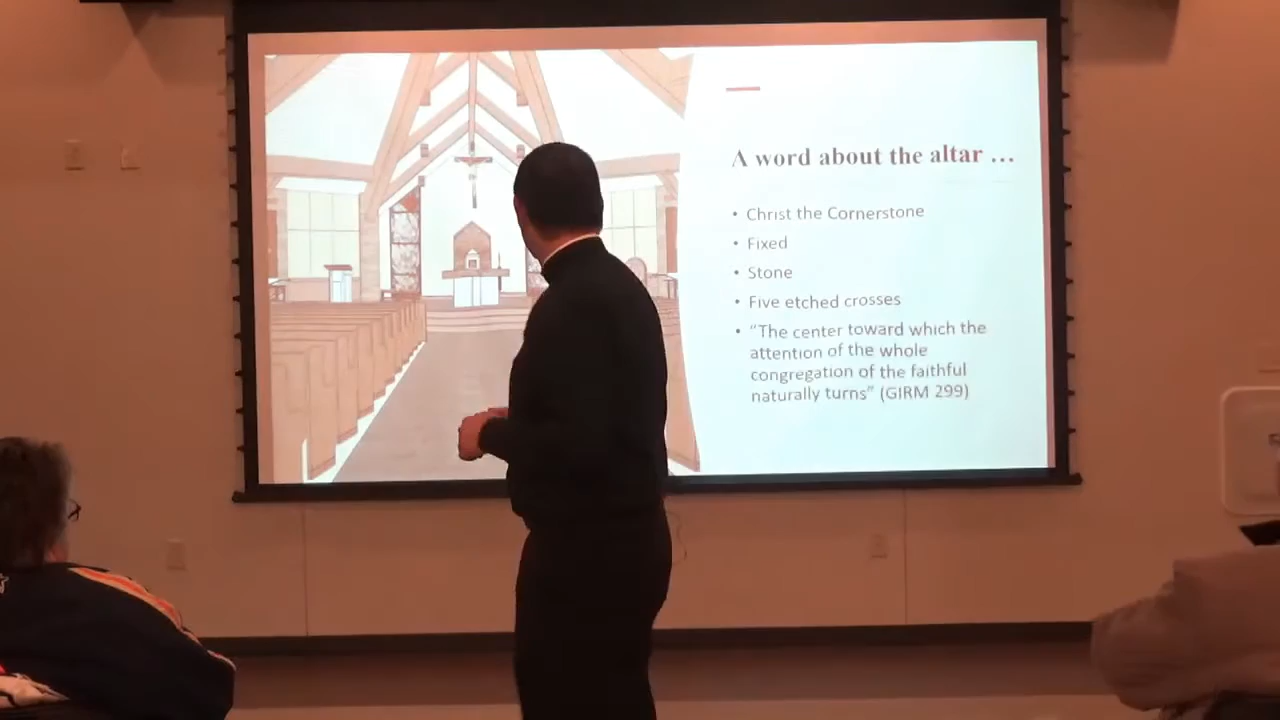 A word about the altar …
• Christ the Cornerstone
• Fixed
• Stone
• Five etched crosses
• “The center toward which the
attention of the whole
congregation of the faithful
naturally turns” (GIRM 299)